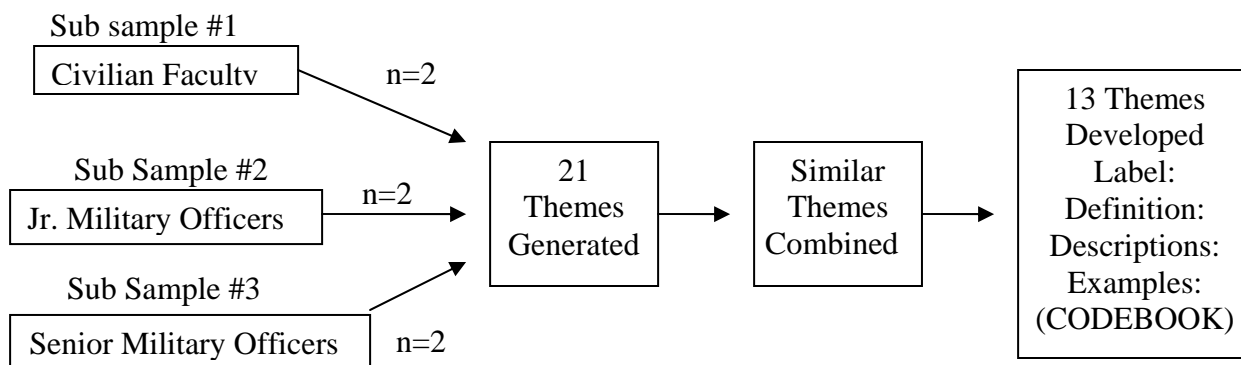 Sub sample #1
Civilian Faculty
n=2
Sub Sample #2
Jr. Military Officers
n=2
Sub Sample #3
Senior Military Officers
n=2
21
Themes
Generated
Similar
Themes
Combined
13 Themes
Developed
Label:
Definition:
Descriptions:
Examples:
(CODEBOOK)